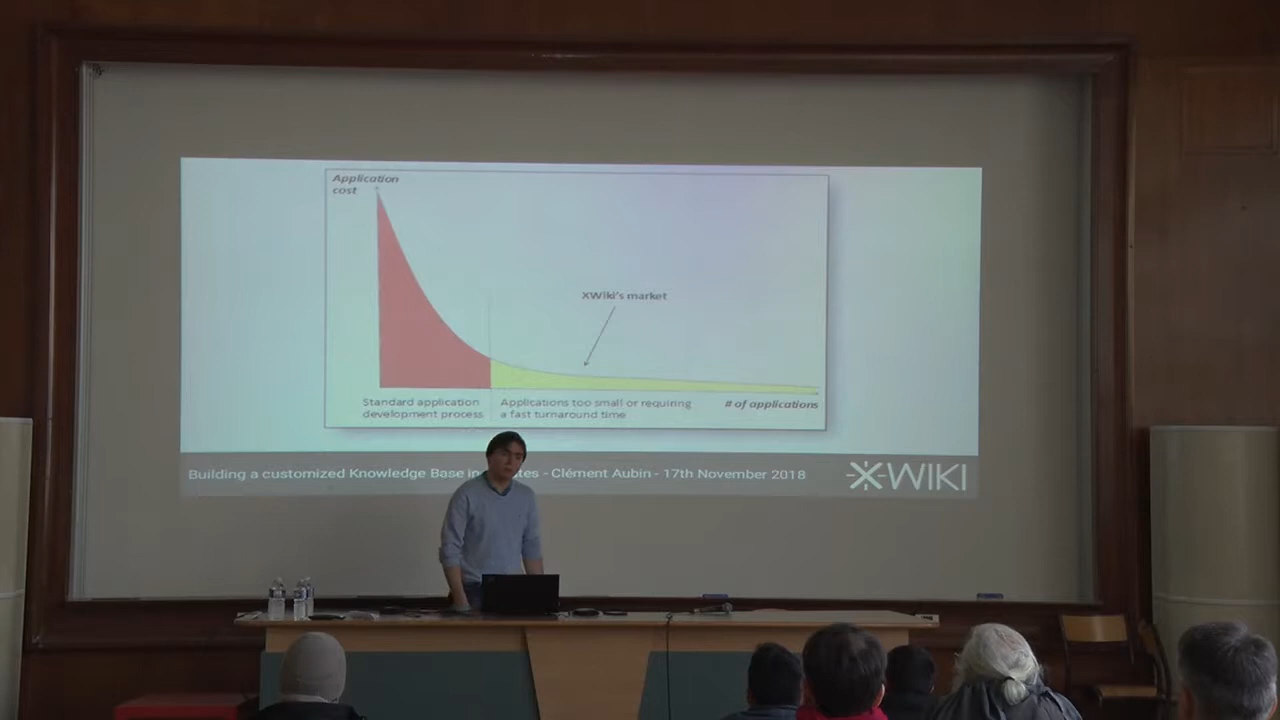 Application
cost
XWiki's market
Standard application
development process
Applications too small or requiring
a fast turnaround time
# of applications
Building a customized Knowledge Base in - Clément Aubin - 17th November 2018
XWIKI